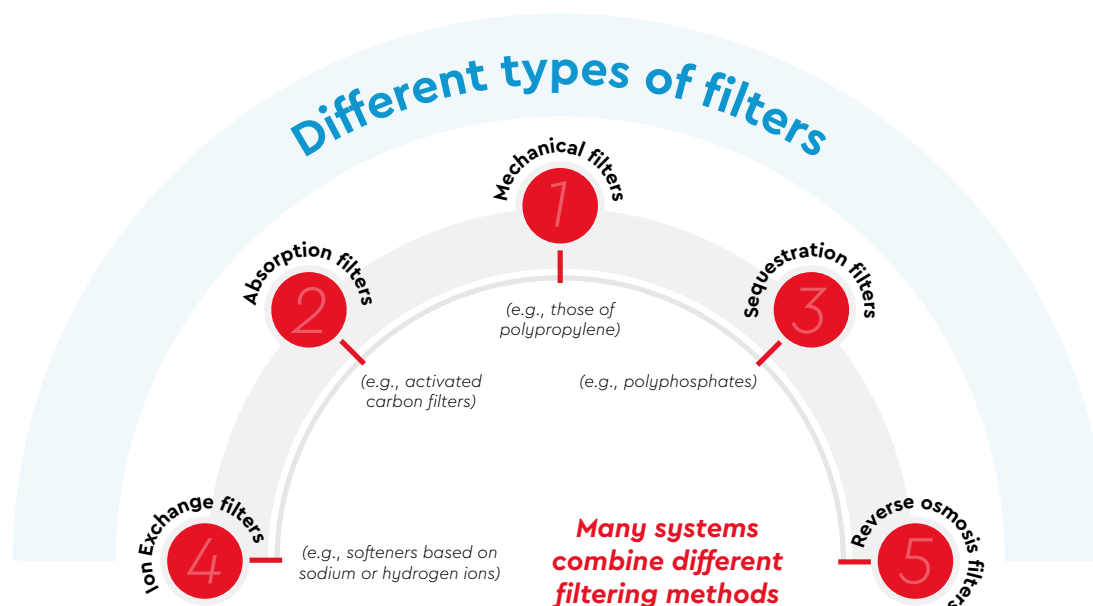 Different types of filters
Mechanical filters
1
(e.g., those of
polypropylene)
Absorption filters
2
(e.g., activated
carbon filters)
Sequestration filters
3
(e.g., polyphosphates)
Ion Exchange filters
4
(e.g., softeners based on
sodium or hydrogen ions)
Reverse osmosis filters
5
Many systems
combine different
filtering methods